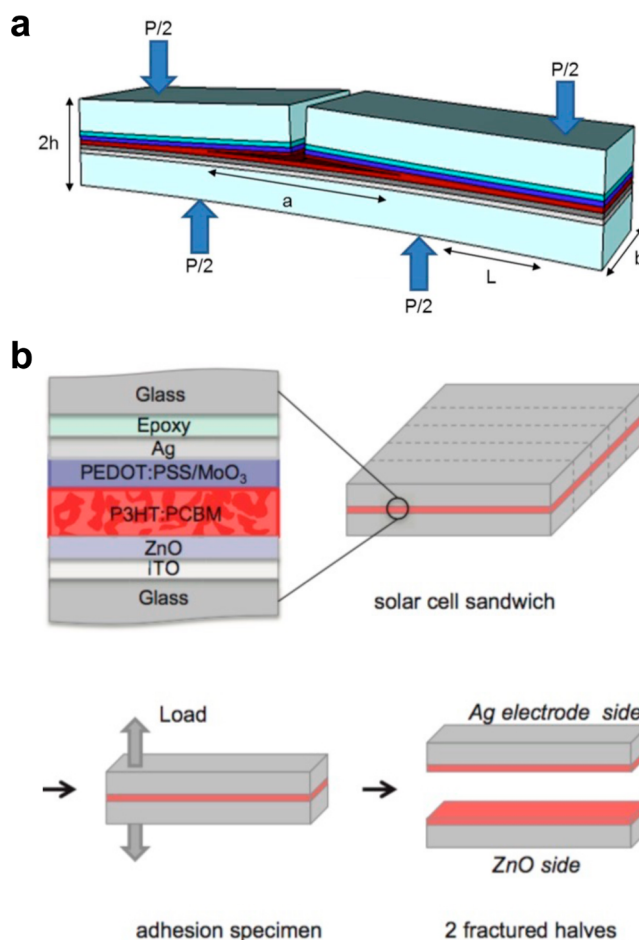 a
P/2
P/2
2h
a
P/2
L
P/2
b
b
Glass
Epoxy
Ag
PEDOT:PSS/MoO₃
P3HT:PCBM
ZnO
ITO
Glass
solar cell sandwich
Load
Ag electrode side
ZnO side
adhesion specimen
2 fractured halves